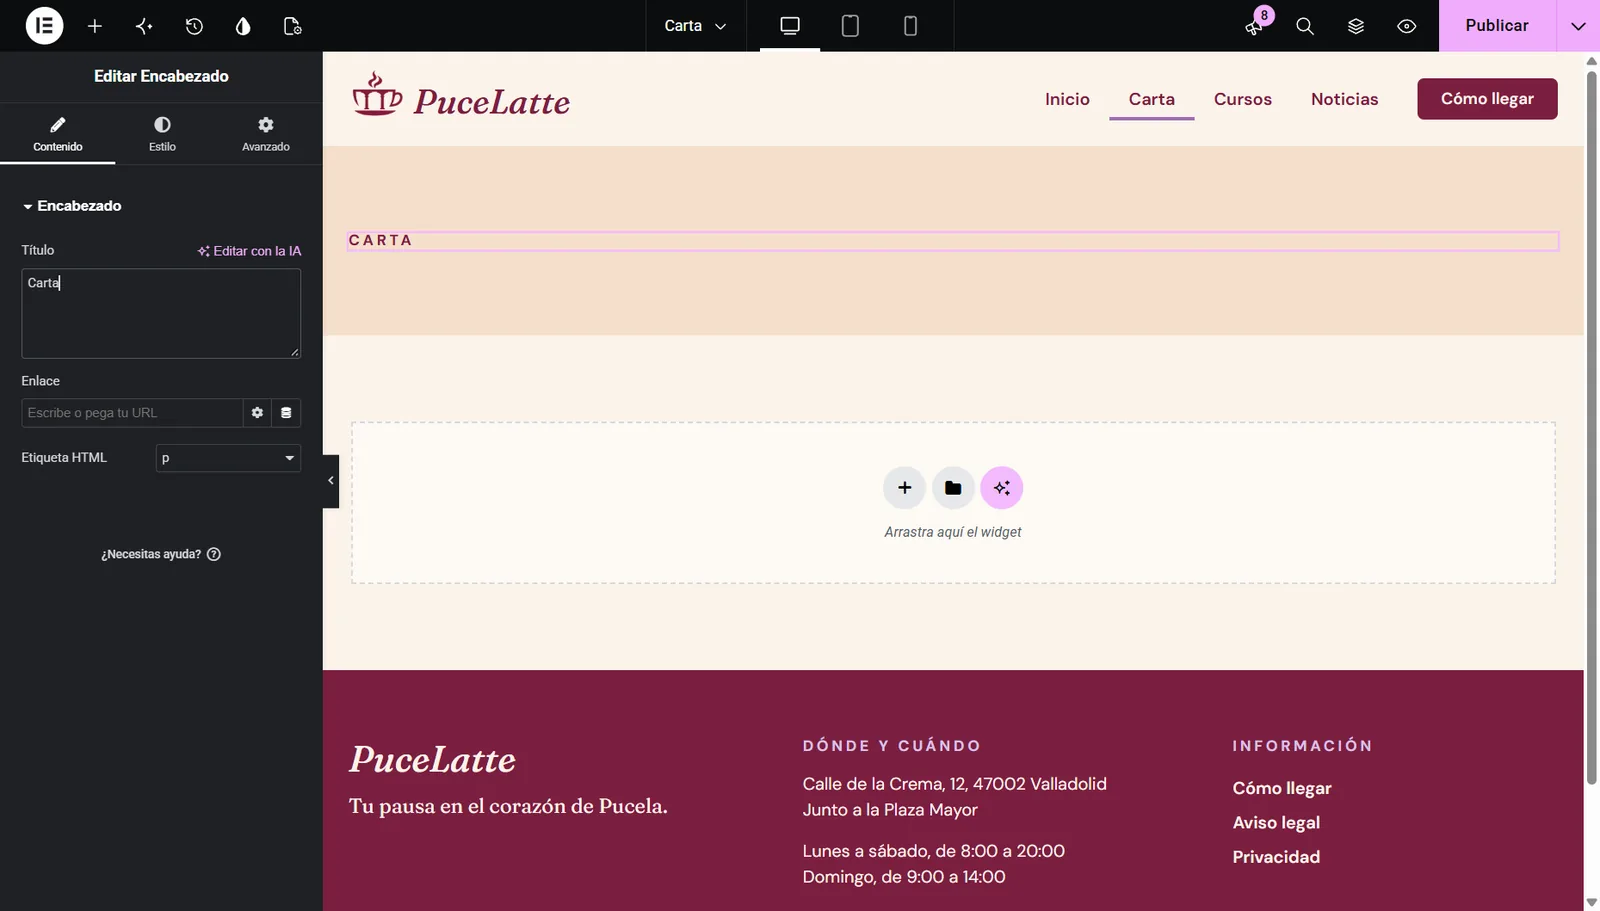 Carta
8
Publicar
Editar Encabezado
Contenido
Estilo
Avanzado
Encabezado
Título
Editar con la IA
Carta
Enlace
Escribe o pega tu URL
Etiqueta HTML
p
¿Necesitas ayuda?
PuceLatte
Inicio
Carta
Cursos
Noticias
Cómo llegar
CARTA
Arrastra aquí el widget
PuceLatte
Tu pausa en el corazón de Pucela.
DÓNDE Y CUÁNDO
Calle de la Crema, 12, 47002 Valladolid
Junto a la Plaza Mayor
Lunes a sábado, de 8:00 a 20:00
Domingo, de 9:00 a 14:00
INFORMACIÓN
Cómo llegar
Aviso legal
Privacidad